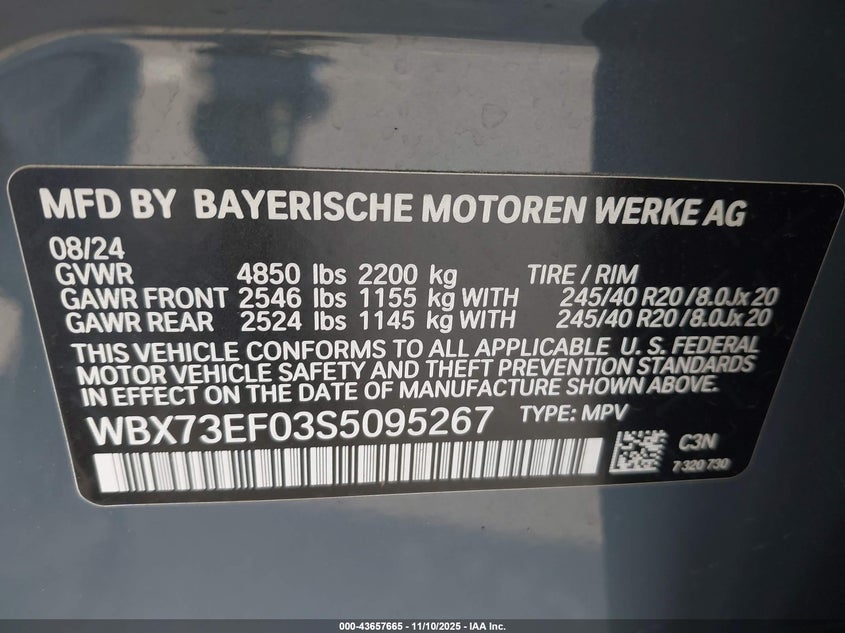 MFD BY BAYERISCHE MOTOREN WERKE AG
08/24
GVWR 4850 lbs 2200 kg TIRE / RIM
GAWR FRONT 2546 lbs 1155 kg WITH 245/40 R20 /8.0Jx20
GAWR REAR 2524 lbs 1145 kg WITH 245/40 R20 /8.0Jx20
THIS VEHICLE CONFORMS TO ALL APPLICABLE U. S. FEDERAL
MOTOR VEHICLE SAFETY AND THEFT PREVENTION STANDARDS
IN EFFECT ON THE DATE OF MANUFACTURE SHOWN ABOVE.
WBX73EF03S5095267 TYPE: MPV
C3N
7 320 730
000-43657665 - 11/10/2025 - IAA Inc.